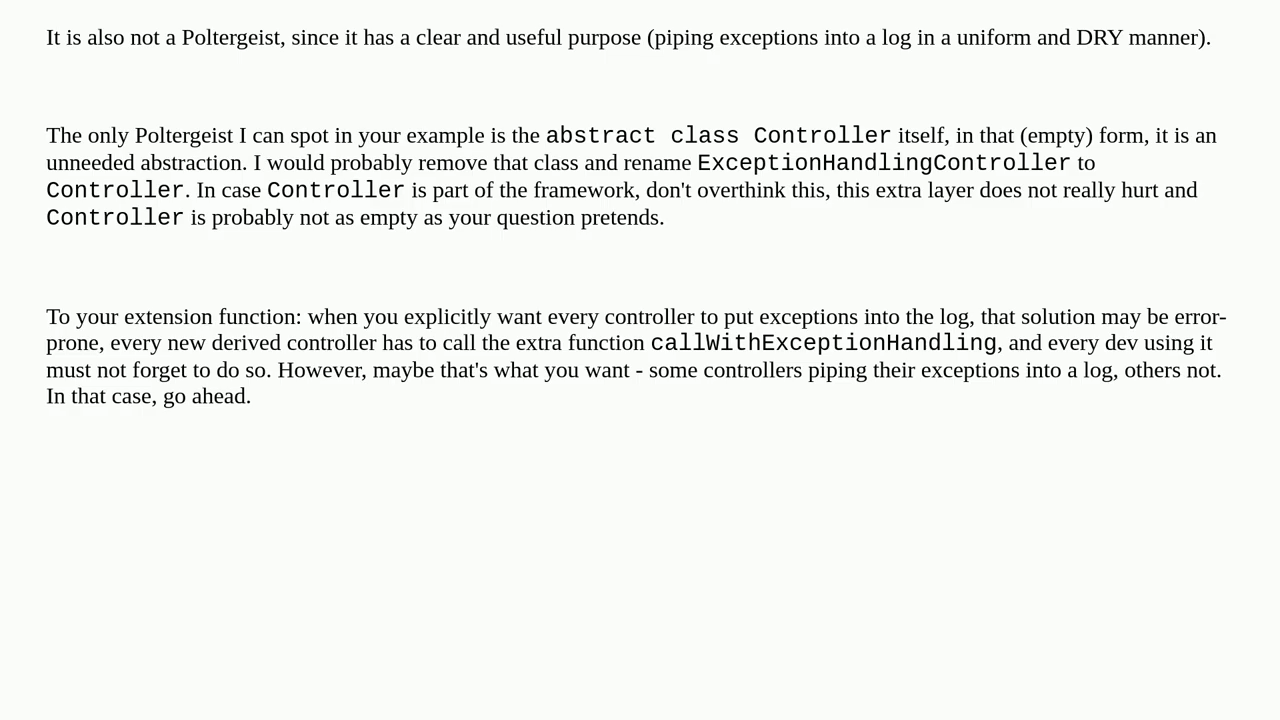 It is also not a Poltergeist, since it has a clear and useful purpose (piping exceptions into a log in a uniform and DRY manner).
The only Poltergeist I can spot in your example is the abstract class Controller itself, in that (empty) form, it is an
unneeded abstraction. I would probably remove that class and rename ExceptionHandlingController to
Controller. In case Controller is part of the framework, don't overthink this, this extra layer does not really hurt and
Controller is probably not as empty as your question pretends.
To your extension function: when you explicitly want every controller to put exceptions into the log, that solution may be error-
prone, every new derived controller has to call the extra function callWithExceptionHandling, and every dev using it
must not forget to do so. However, maybe that's what you want - some controllers piping their exceptions into a log, others not.
In that case, go ahead.